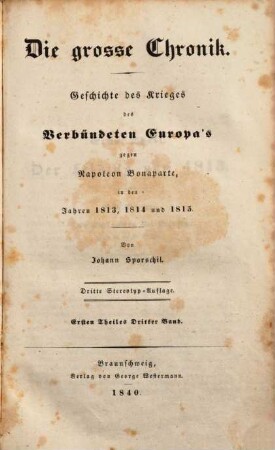 Die grosse Chronik.
Geschichte des Krieges
des
Verbündeten Europa's
gegen
Napoleon Bonaparte,
in den
Jahren 1813, 1814 und 1815.
Von
Johann Sporschil.
Dritte Stereotyp-Auflage.
Ersten Theiles Dritter Band.
Braunschweig,
Verlag von George Westermann.
1840.